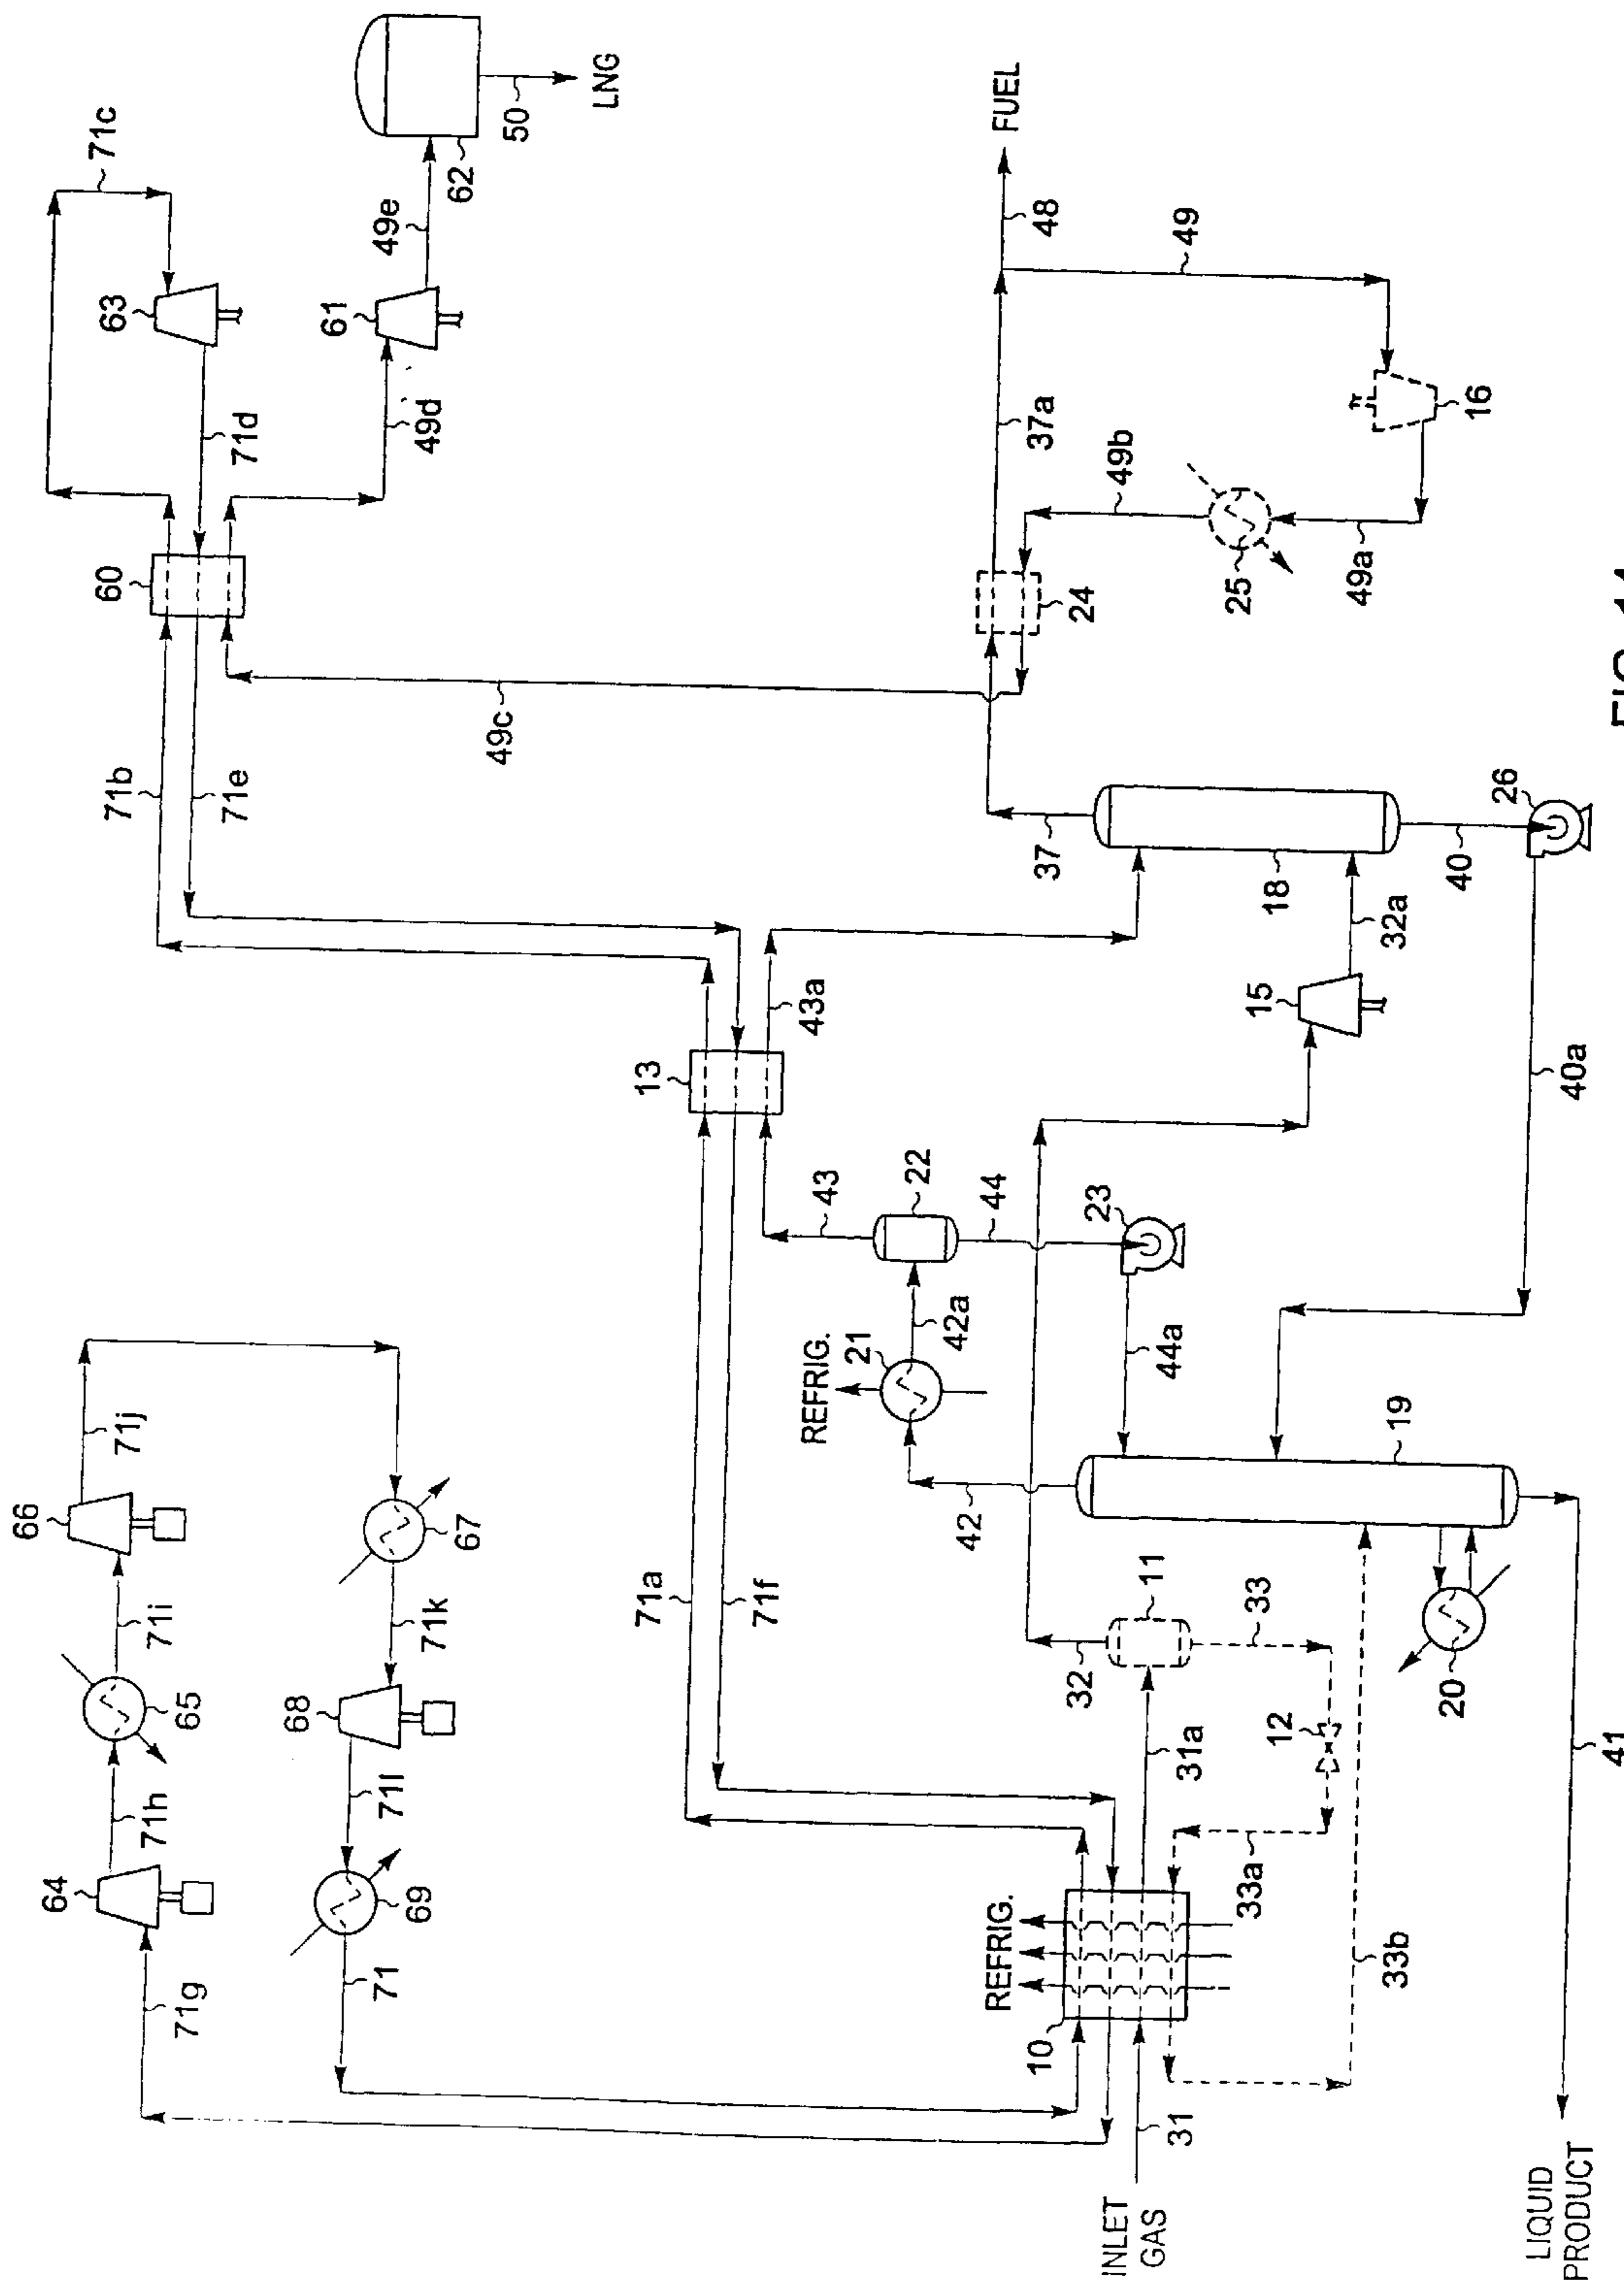 71c
63
71d
61
49d
49e
62
50
LNG
60
71b
71e
49c
FUEL
48
49
37a
49b
16
25
49a
24
37
18
40
26
32a
15
40a
13
43a
43
22
44
23
REFRIG.
21
42a
44a
19
42
66
71j
71i
67
71k
65
68
71h
71l
64
69
71g
71
71a
71f
11
33
32
12
20
31a
33a
33b
41
REFRIG.
10
31
INLET
GAS
LIQUID
PRODUCT